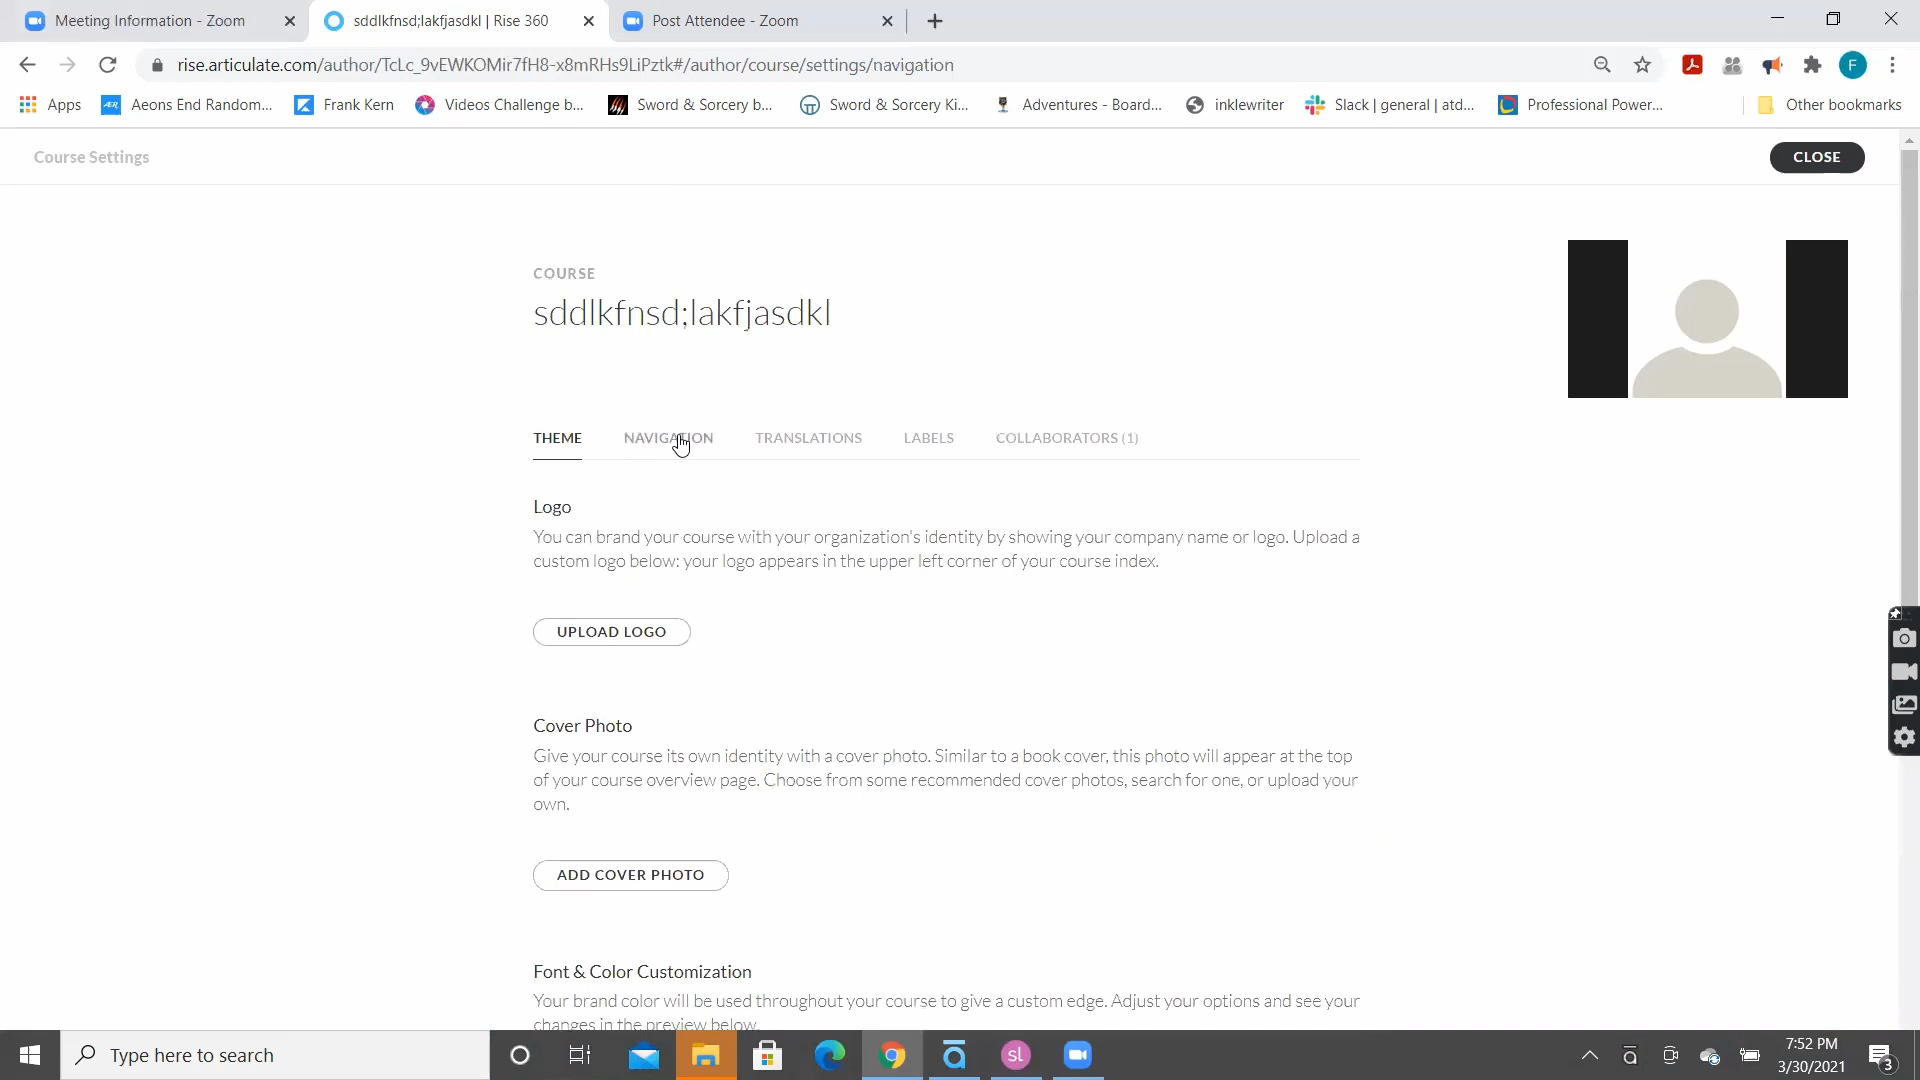 Meeting Information - Zoom
sddlkfnsd;lakfjasdkl | Rise 360
Post Attendee - Zoom
rise.articulate.com/author/TcLc_9vEWKOMir7fH8-x8mRHs9LiPztk#/author/course/settings/navigation
F
Apps
AER
Aeons End Random...
Frank Kern
Videos Challenge b...
Sword & Sorcery b...
Sword & Sorcery Ki...
Adventures - Board...
inklewriter
Slack | general | atd...
Professional Power...
Other bookmarks
Course Settings
CLOSE
COURSE
sddlkfnsd;lakfjasdkl
THEME
NAVIGATION
TRANSLATIONS
LABELS
COLLABORATORS (1)
Logo
You can brand your course with your organization's identity by showing your company name or logo. Upload a
custom logo below: your logo appears in the upper left corner of your course index.
UPLOAD LOGO
Cover Photo
Give your course its own identity with a cover photo. Similar to a book cover, this photo will appear at the top
of your course overview page. Choose from some recommended cover photos, search for one, or upload your
own.
ADD COVER PHOTO
Font & Color Customization
Your brand color will be used throughout your course to give a custom edge. Adjust your options and see your
changes in the preview below.
Type here to search
sl
7:52 PM
3/30/2021
3